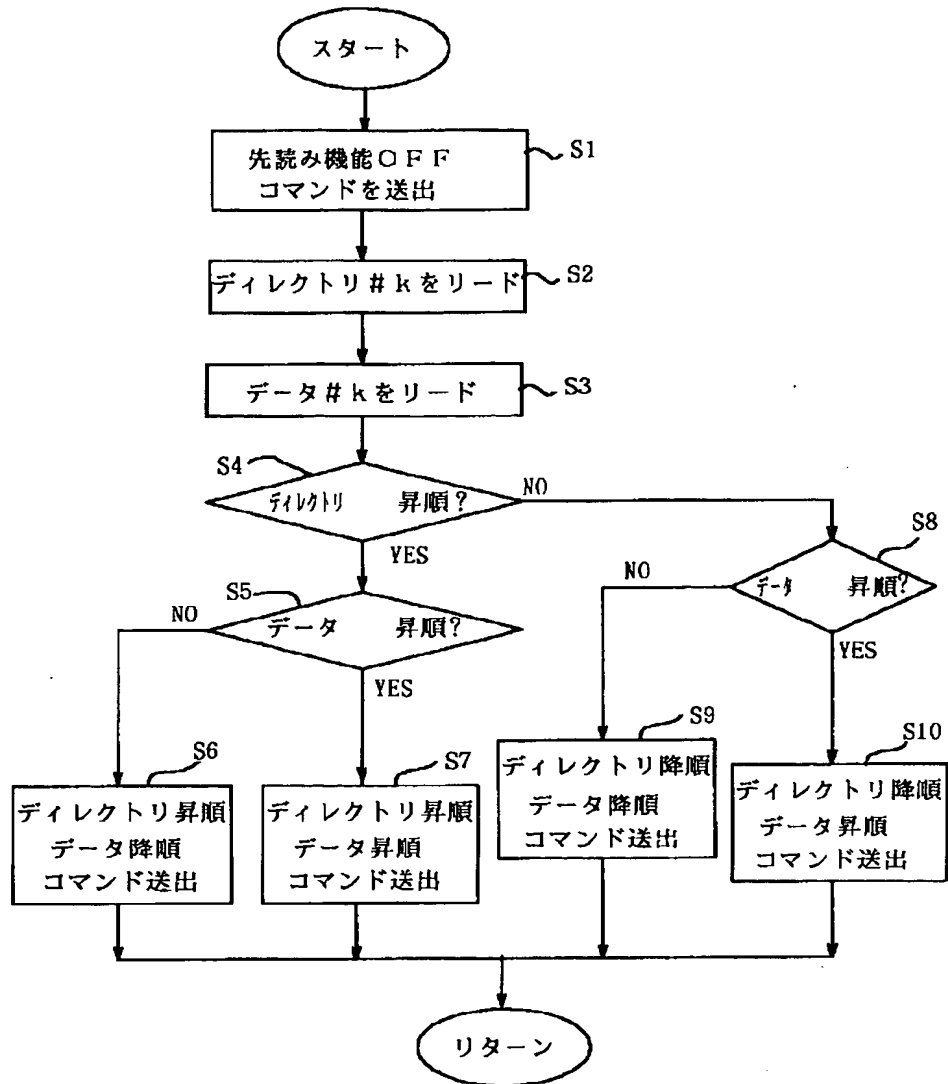 スタート
先読み機能OFF
コマンドを送出
S1
ディレクトリ#kをリード
S2
データ#kをリード
S3
S4
ディレクトリ 昇順?
NO
YES
S8
データ 昇順?
NO
YES
S5
データ 昇順?
NO
YES
S6
ディレクトリ昇順
データ降順
コマンド送出
S7
ディレクトリ昇順
データ昇順
コマンド送出
S9
ディレクトリ降順
データ降順
コマンド送出
S10
ディレクトリ降順
データ昇順
コマンド送出
リターン